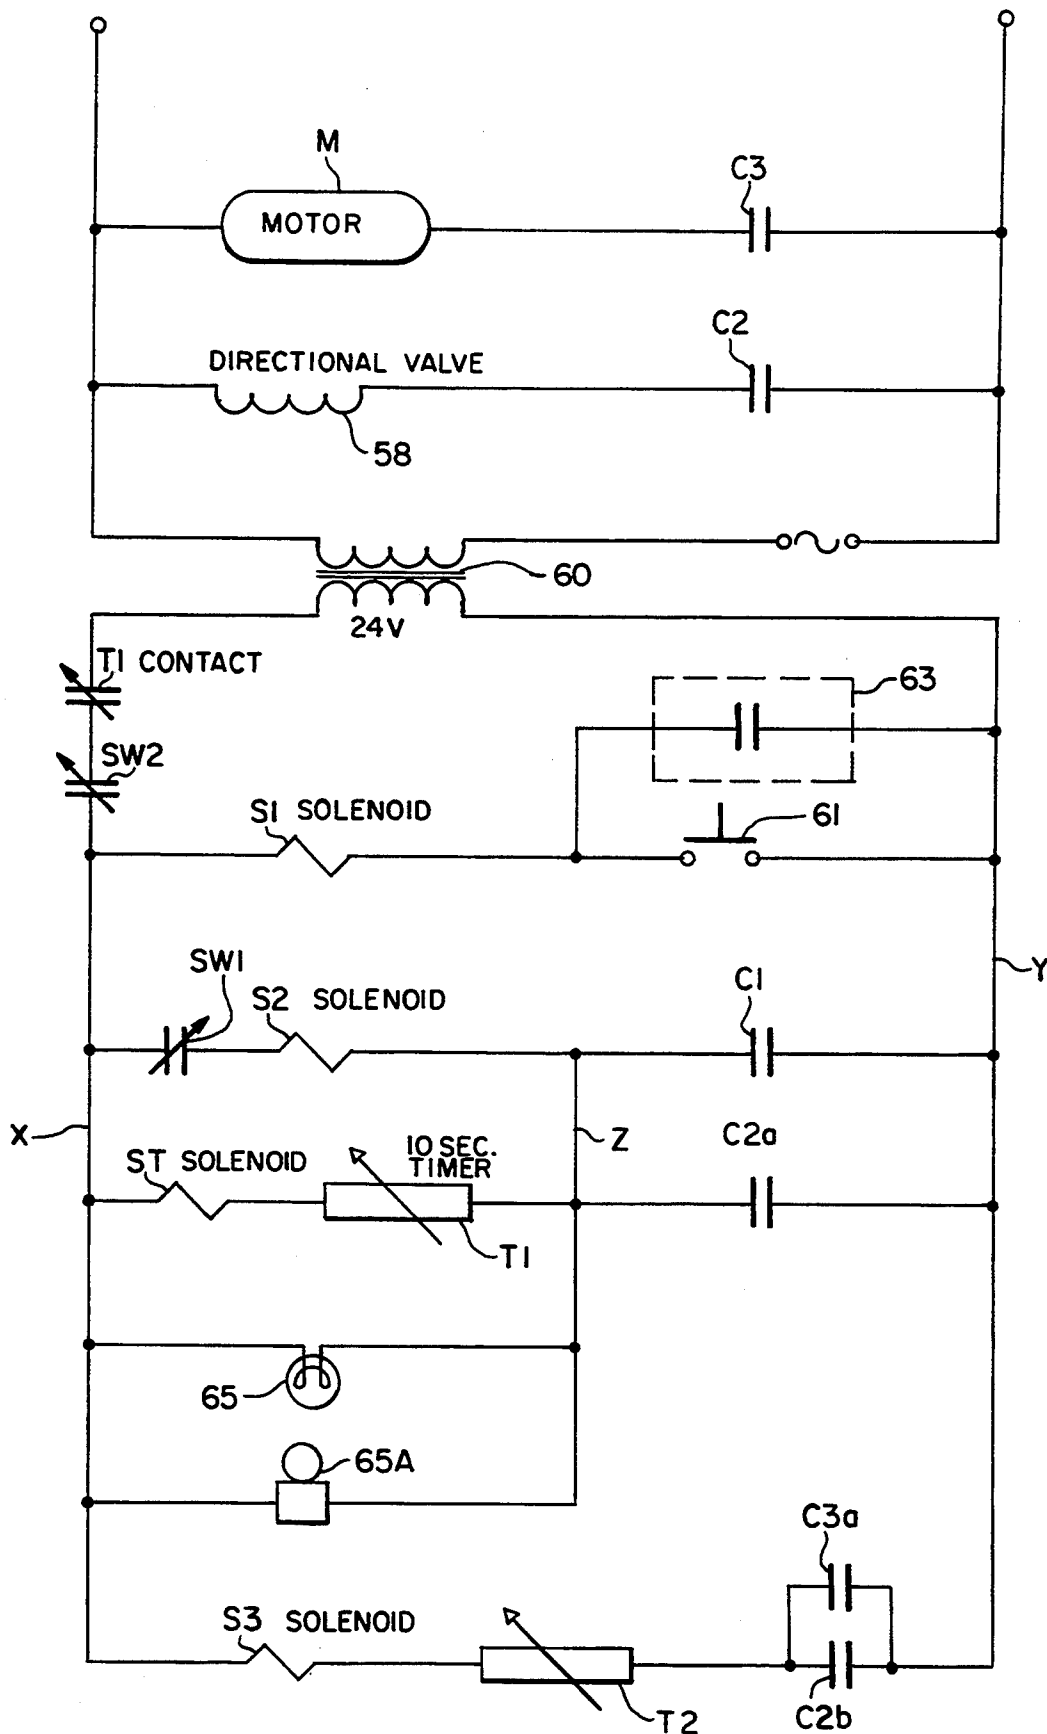 M
MOTOR
C3
C2
DIRECTIONAL VALVE
58
60
24V
T1 CONTACT
63
SW2
S1 SOLENOID
61
SW1
S2 SOLENOID
C1
Y
X
Z
C2a
ST SOLENOID
10 SEC.
TIMER
T1
65
65A
C3a
S3 SOLENOID
T2
C2b